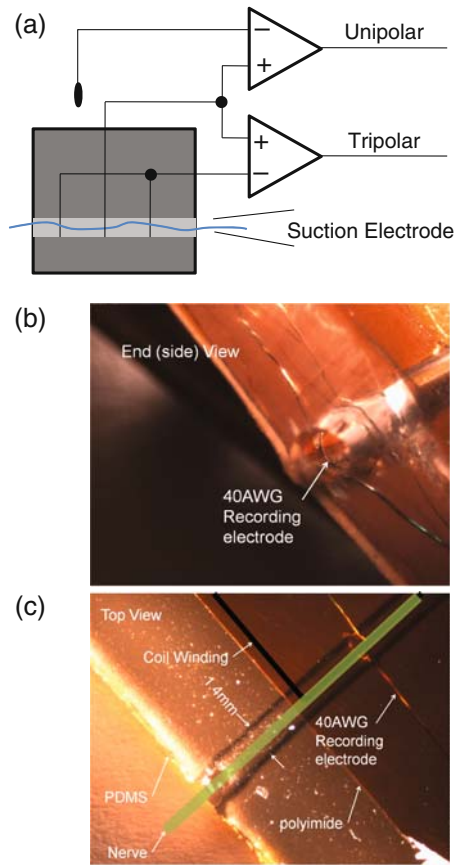 (a)
−
Unipolar
+
+
Tripolar
−
Suction Electrode
(b)
End (side) View
40AWG
Recording
electrode
(c)
Top View
Coil Winding
1.4mm
40AWG
Recording
electrode
PDMS
polyimide
Nerve